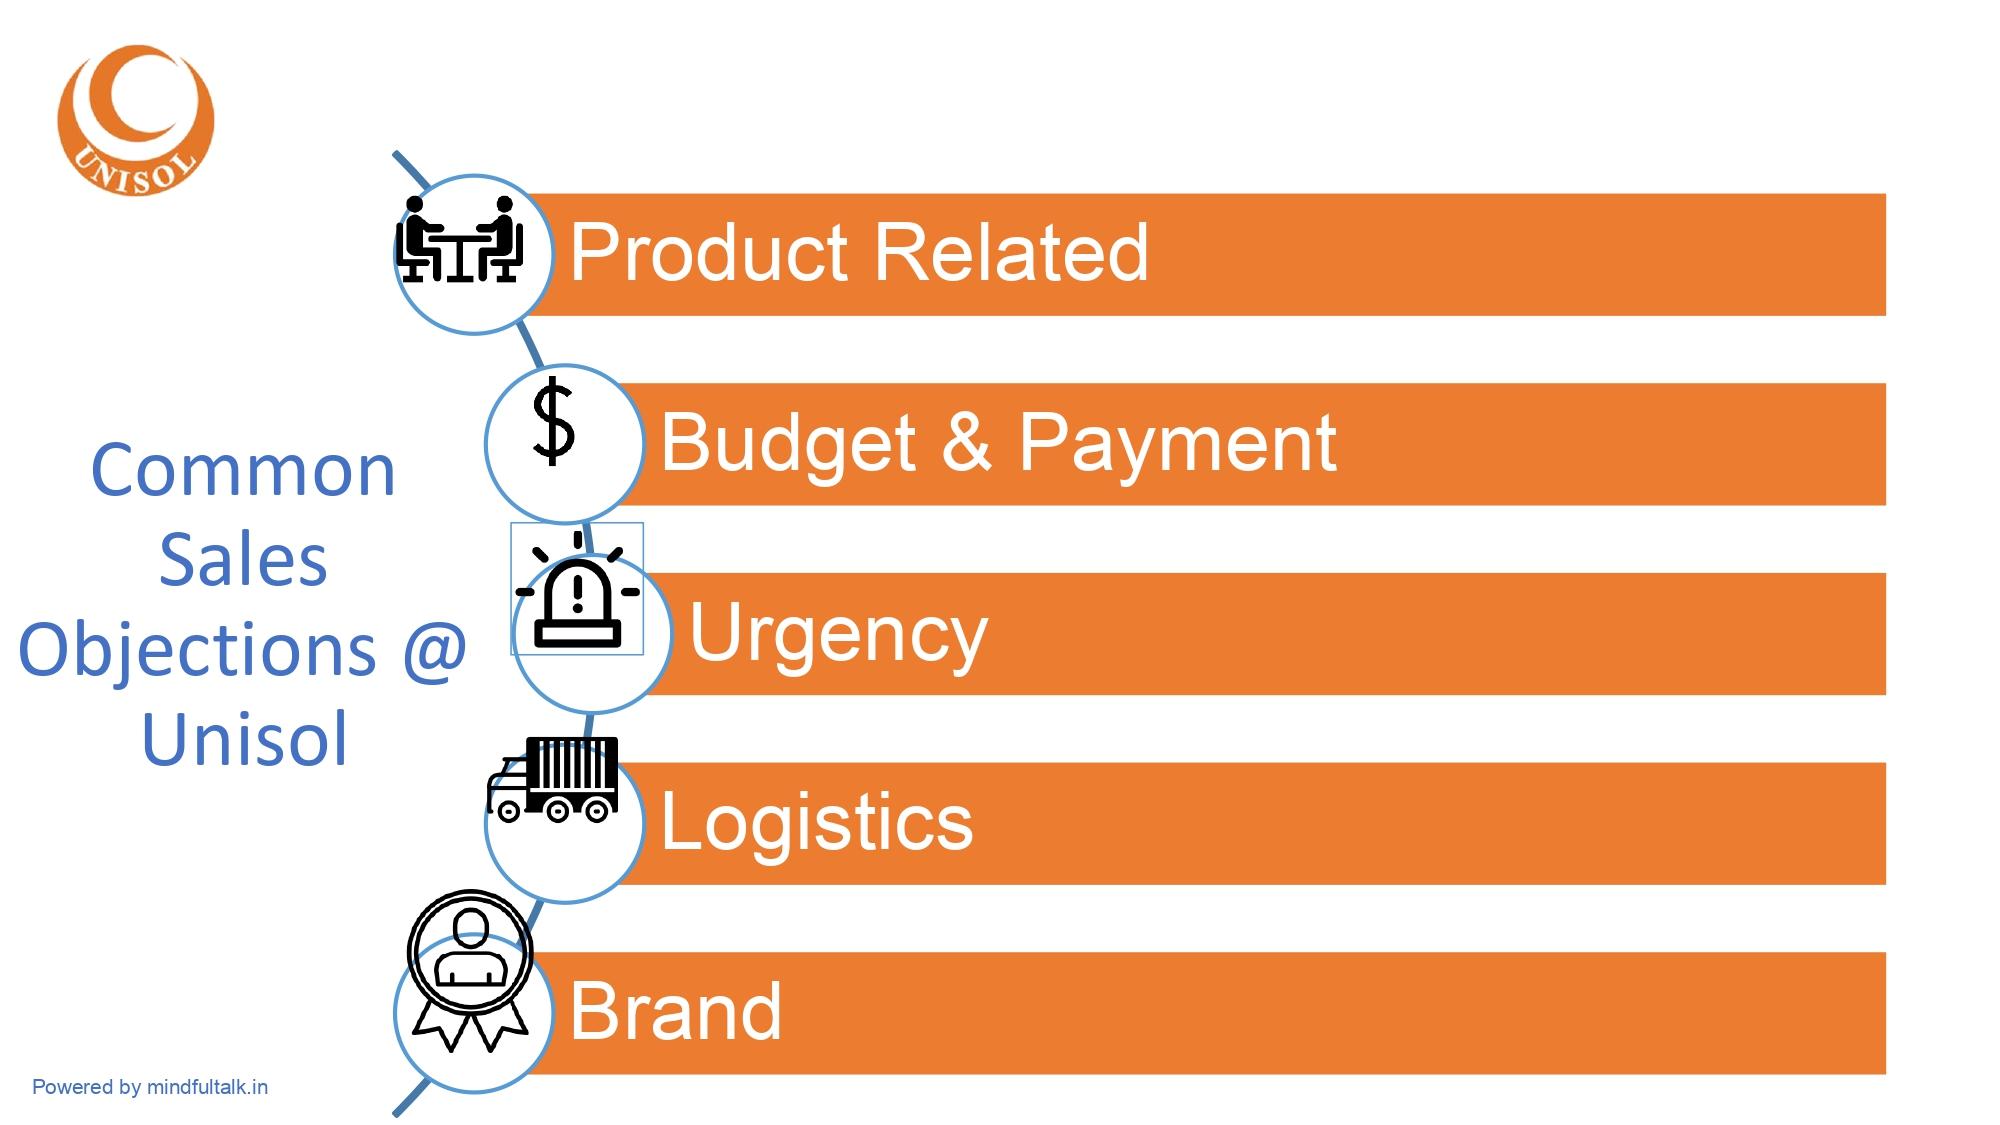 UNISOL
Product Related
Budget & Payment
Common
Sales
Objections @
Unisol
Urgency
Logistics
Brand
Powered by mindfultalk.in